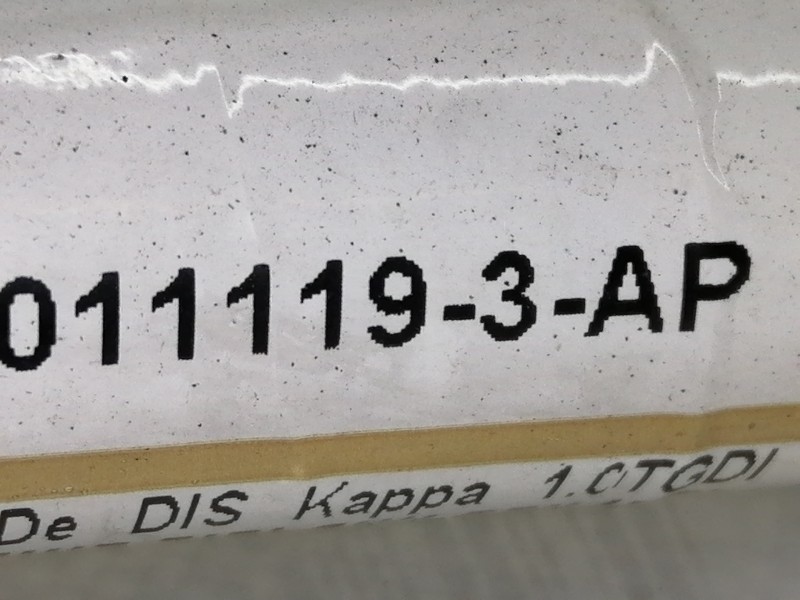 011119-3-AP
De DIS Kappa 1.0TGDI